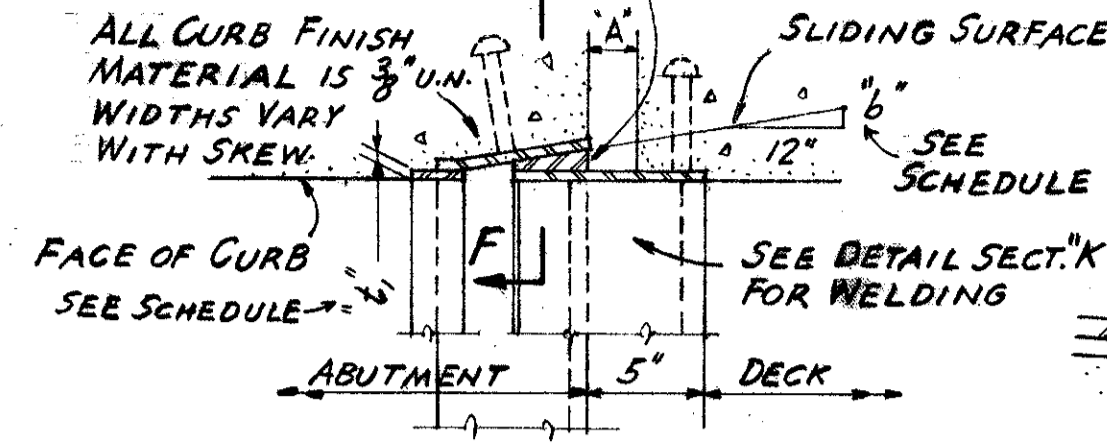 ALL CURB FINISH
MATERIAL IS 3/8" U.N.
WIDTHS VARY
WITH SKEW.
"A"
SLIDING SURFACE
"b"
12"
SEE
SCHEDULE
FACE OF CURB
SEE SCHEDULE
F
SEE DETAIL SECT. "K
FOR WELDING
ABUTMENT
5"
DECK